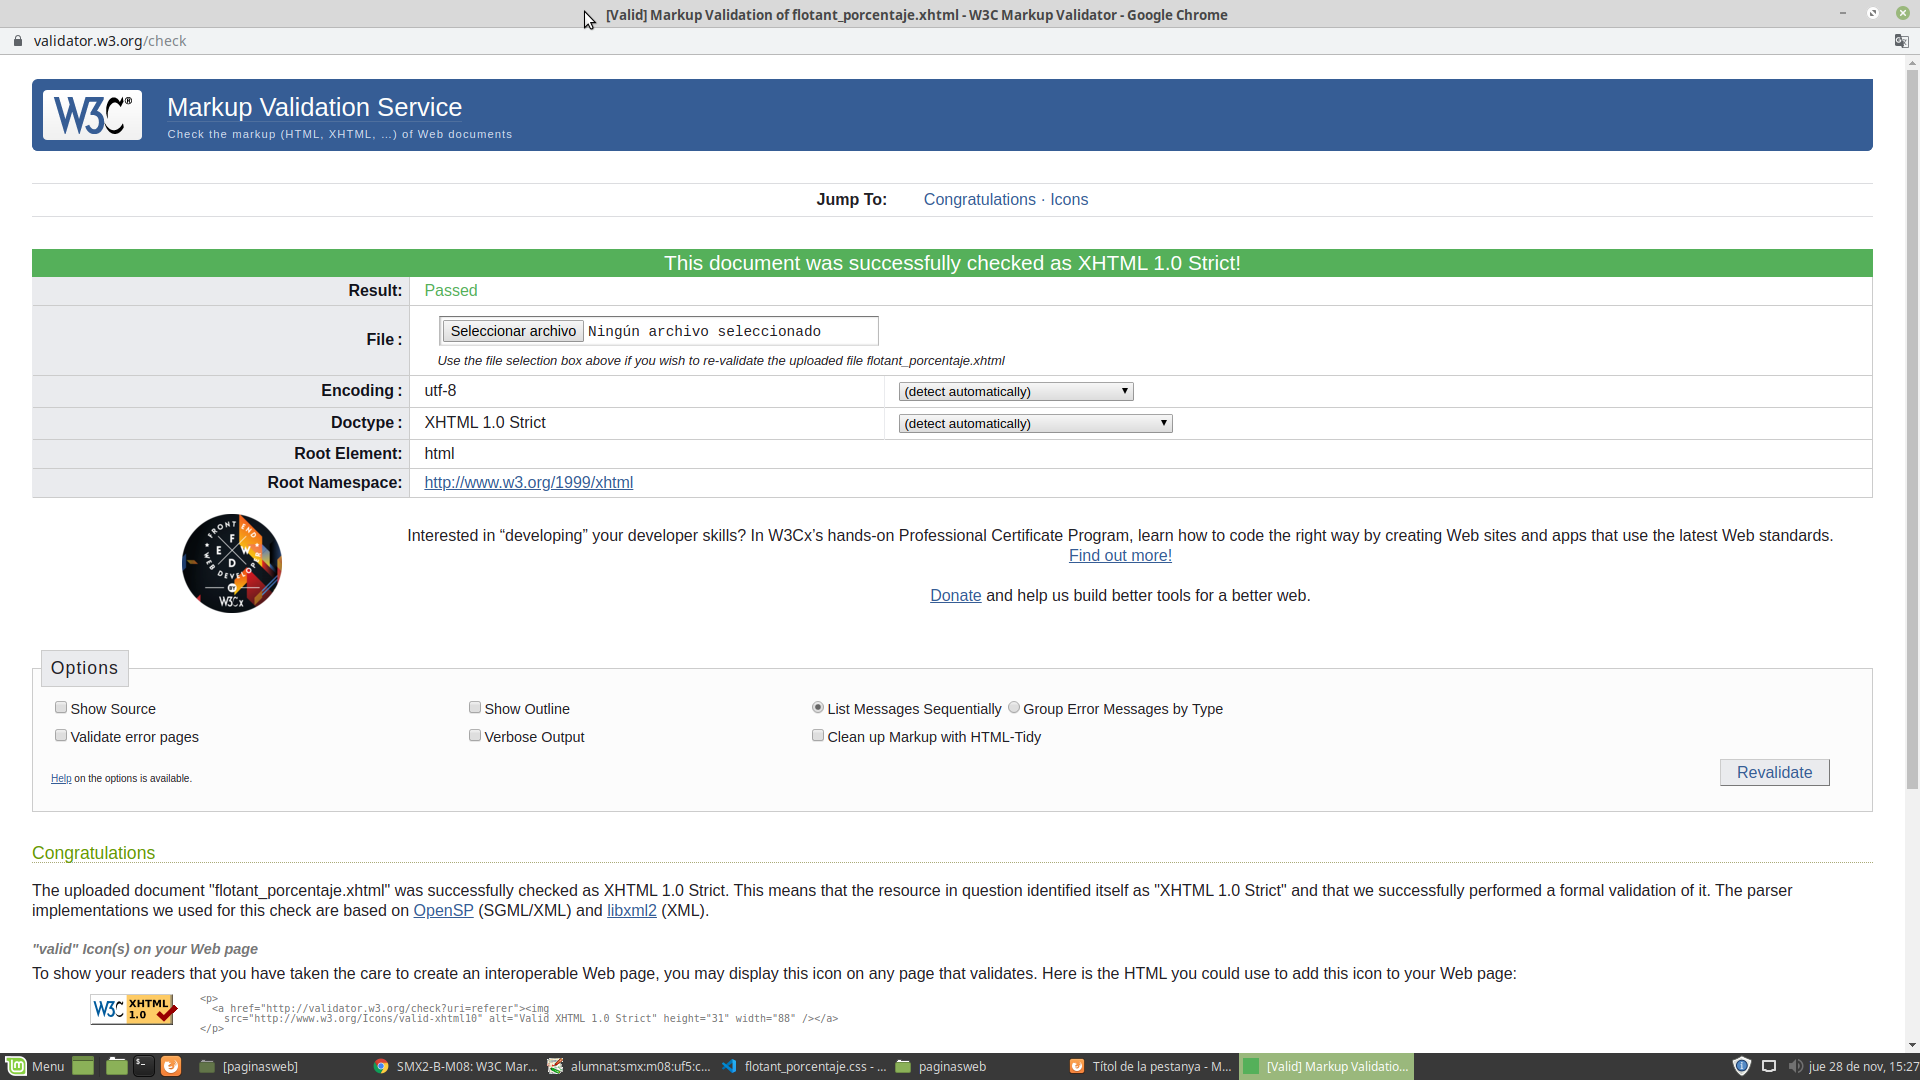 [Valid] Markup Validation of flotant_porcentaje.xhtml - W3C Markup Validator - Google Chrome
validator.w3.org/check
W3C®
Markup Validation Service
Check the markup (HTML, XHTML, …) of Web documents
Jump To: Congratulations · Icons
This document was successfully checked as XHTML 1.0 Strict!
Result: Passed
File : Seleccionar archivo Ningún archivo seleccionado
Use the file selection box above if you wish to re-validate the uploaded file flotant_porcentaje.xhtml
Encoding : utf-8 (detect automatically)
Doctype : XHTML 1.0 Strict (detect automatically)
Root Element: html
Root Namespace: http://www.w3.org/1999/xhtml
FRONT END
F
E W
D
WEB DEVELOPER
BY
W3Cx
Interested in “developing” your developer skills? In W3Cx’s hands-on Professional Certificate Program, learn how to code the right way by creating Web sites and apps that use the latest Web standards.
Find out more!
Donate and help us build better tools for a better web.
Options
Show Source Show Outline List Messages Sequentially Group Error Messages by Type
Validate error pages Verbose Output Clean up Markup with HTML-Tidy
Help on the options is available.
Revalidate
Congratulations
The uploaded document "flotant_porcentaje.xhtml" was successfully checked as XHTML 1.0 Strict. This means that the resource in question identified itself as "XHTML 1.0 Strict" and that we successfully performed a formal validation of it. The parser
implementations we used for this check are based on OpenSP (SGML/XML) and libxml2 (XML).
"valid" Icon(s) on your Web page
To show your readers that you have taken the care to create an interoperable Web page, you may display this icon on any page that validates. Here is the HTML you could use to add this icon to your Web page:
W3C XHTML 1.0
<p>
<a href="http://validator.w3.org/check?uri=referer"><img
src="http://www.w3.org/Icons/valid-xhtml10" alt="Valid XHTML 1.0 Strict" height="31" width="88" /></a>
</p>
Menu [paginasweb] SMX2-B-M08: W3C Mar... alumnat:smx:m08:uf5:c... flotant_porcentaje.css - ... paginasweb Títol de la pestanya - M... [Valid] Markup Validatio... jue 28 de nov, 15:27